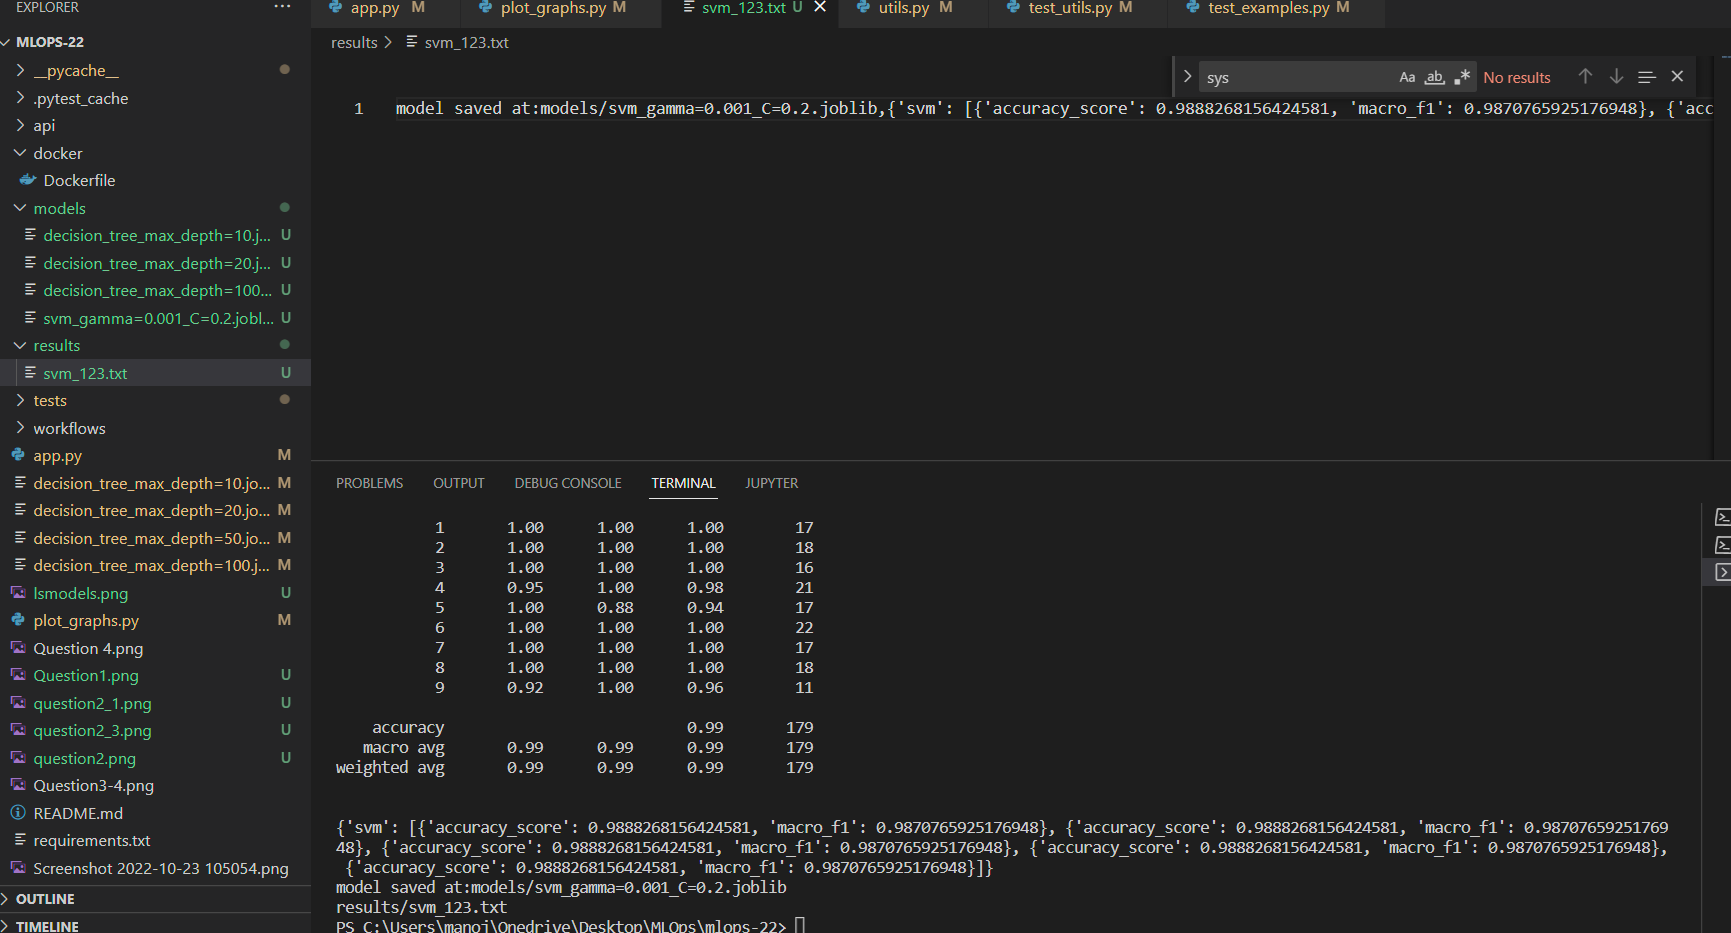 EXPLORER
···
MLOPS-22
__pycache__
.pytest_cache
api
docker
Dockerfile
models
decision_tree_max_depth=10.j... U
decision_tree_max_depth=20.j... U
decision_tree_max_depth=100... U
svm_gamma=0.001_C=0.2.jobl... U
results
svm_123.txt U
tests
workflows
app.py M
decision_tree_max_depth=10.jo... M
decision_tree_max_depth=20.jo... M
decision_tree_max_depth=50.jo... M
decision_tree_max_depth=100.j... M
lsmodels.png U
plot_graphs.py M
Question 4.png
Question1.png U
question2_1.png U
question2_3.png U
question2.png U
Question3-4.png
README.md
requirements.txt
Screenshot 2022-10-23 105054.png
OUTLINE
TIMELINE
app.py M plot_graphs.py M svm_123.txt U utils.py M test_utils.py M test_examples.py M
results > svm_123.txt
sys Aa ab No results
1 model saved at:models/svm_gamma=0.001_C=0.2.joblib,{'svm': [{'accuracy_score': 0.9888268156424581, 'macro_f1': 0.9870765925176948}, {'acc
PROBLEMS OUTPUT DEBUG CONSOLE TERMINAL JUPYTER
1 1.00 1.00 1.00 17
2 1.00 1.00 1.00 18
3 1.00 1.00 1.00 16
4 0.95 1.00 0.98 21
5 1.00 0.88 0.94 17
6 1.00 1.00 1.00 22
7 1.00 1.00 1.00 17
8 1.00 1.00 1.00 18
9 0.92 1.00 0.96 11
accuracy 0.99 179
macro avg 0.99 0.99 0.99 179
weighted avg 0.99 0.99 0.99 179
{'svm': [{'accuracy_score': 0.9888268156424581, 'macro_f1': 0.9870765925176948}, {'accuracy_score': 0.9888268156424581, 'macro_f1': 0.98707659251769
48}, {'accuracy_score': 0.9888268156424581, 'macro_f1': 0.9870765925176948}, {'accuracy_score': 0.9888268156424581, 'macro_f1': 0.9870765925176948},
{'accuracy_score': 0.9888268156424581, 'macro_f1': 0.9870765925176948}]}
model saved at:models/svm_gamma=0.001_C=0.2.joblib
results/svm_123.txt
PS C:\Users\manoj\Onedrive\Desktop\MLOps\mlops-22>